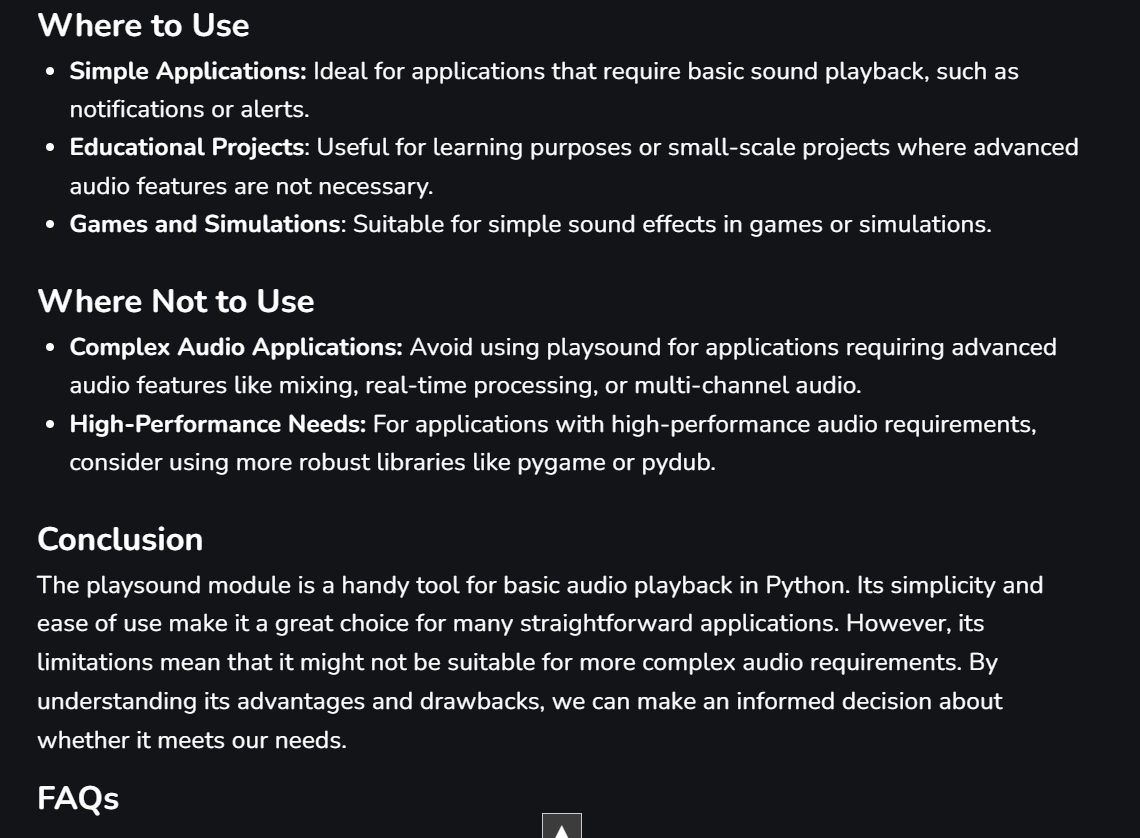 Where to Use
• Simple Applications: Ideal for applications that require basic sound playback, such as
notifications or alerts.
• Educational Projects: Useful for learning purposes or small-scale projects where advanced
audio features are not necessary.
• Games and Simulations: Suitable for simple sound effects in games or simulations.
Where Not to Use
• Complex Audio Applications: Avoid using playsound for applications requiring advanced
audio features like mixing, real-time processing, or multi-channel audio.
• High-Performance Needs: For applications with high-performance audio requirements,
consider using more robust libraries like pygame or pydub.
Conclusion
The playsound module is a handy tool for basic audio playback in Python. Its simplicity and
ease of use make it a great choice for many straightforward applications. However, its
limitations mean that it might not be suitable for more complex audio requirements. By
understanding its advantages and drawbacks, we can make an informed decision about
whether it meets our needs.
FAQs